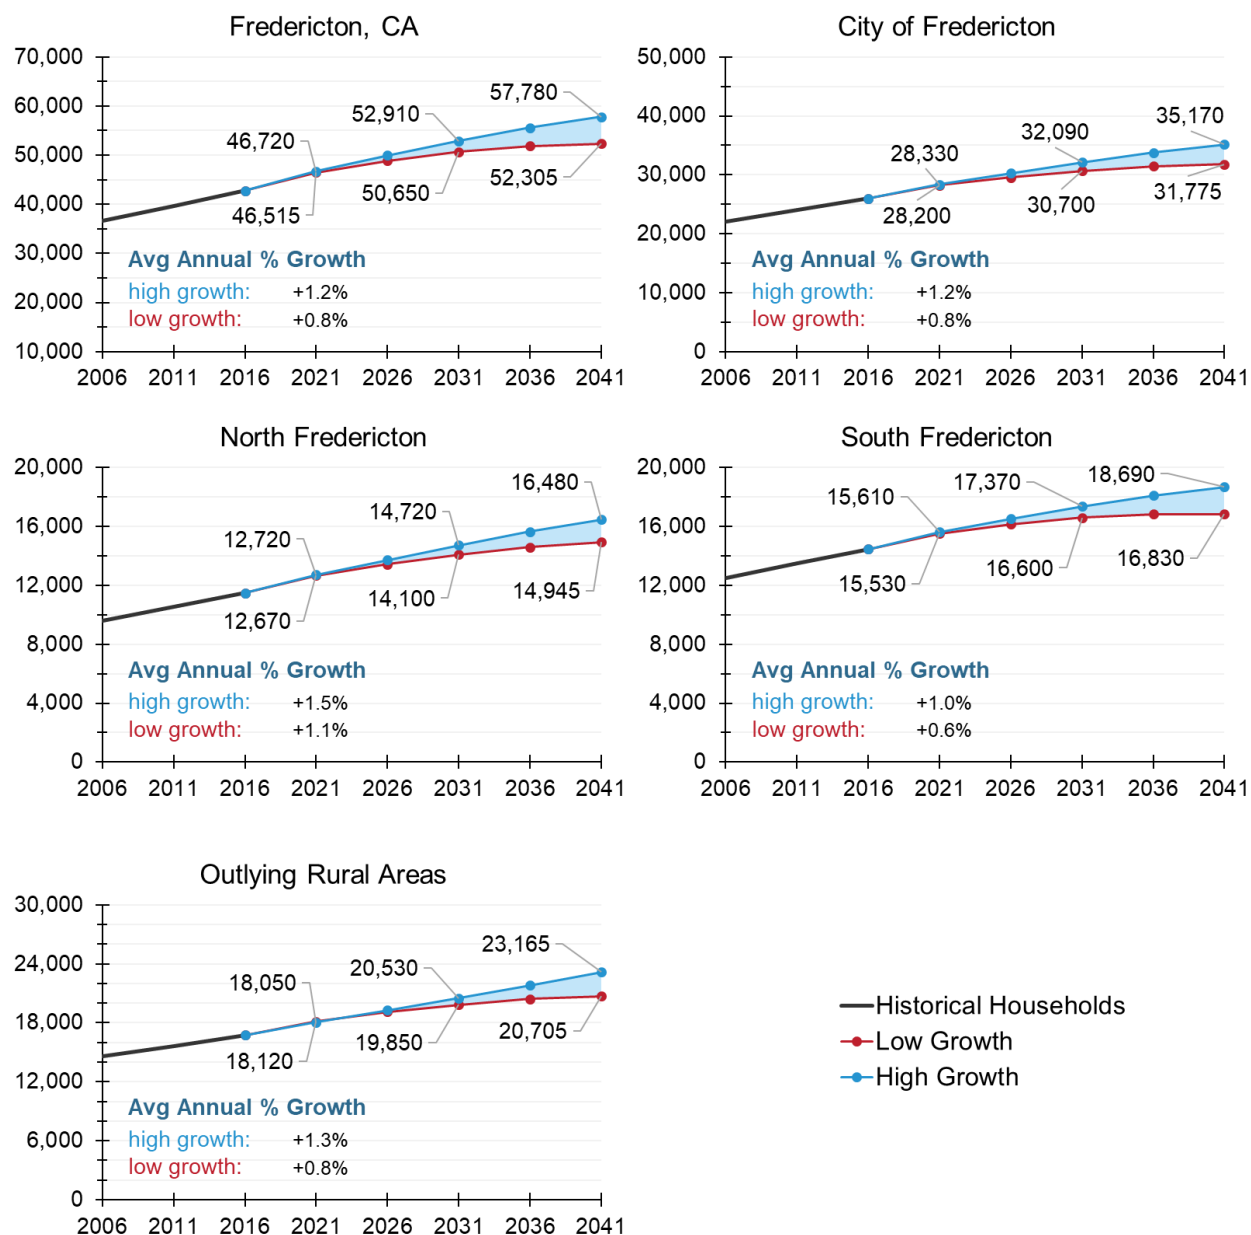 Fredericton, CA
70,000
60,000
50,000
40,000
30,000
20,000
10,000
57,780
52,910
46,720
50,650
52,305
46,515
Avg Annual % Growth
high growth: +1.2%
low growth: +0.8%
2006 2011 2016 2021 2026 2031 2036 2041
City of Fredericton
50,000
40,000
30,000
20,000
10,000
0
35,170
32,090
28,330
28,200
30,700
31,775
Avg Annual % Growth
high growth: +1.2%
low growth: +0.8%
2006 2011 2016 2021 2026 2031 2036 2041
North Fredericton
20,000
16,000
12,000
8,000
4,000
0
16,480
14,720
12,720
14,945
14,100
12,670
Avg Annual % Growth
high growth: +1.5%
low growth: +1.1%
2006 2011 2016 2021 2026 2031 2036 2041
South Fredericton
20,000
16,000
12,000
8,000
4,000
0
18,690
17,370
15,610
16,830
16,600
15,530
Avg Annual % Growth
high growth: +1.0%
low growth: +0.6%
2006 2011 2016 2021 2026 2031 2036 2041
Outlying Rural Areas
30,000
24,000
18,000
12,000
6,000
0
23,165
20,530
18,050
20,705
19,850
18,120
Avg Annual % Growth
high growth: +1.3%
low growth: +0.8%
2006 2011 2016 2021 2026 2031 2036 2041
Historical Households
Low Growth
High Growth